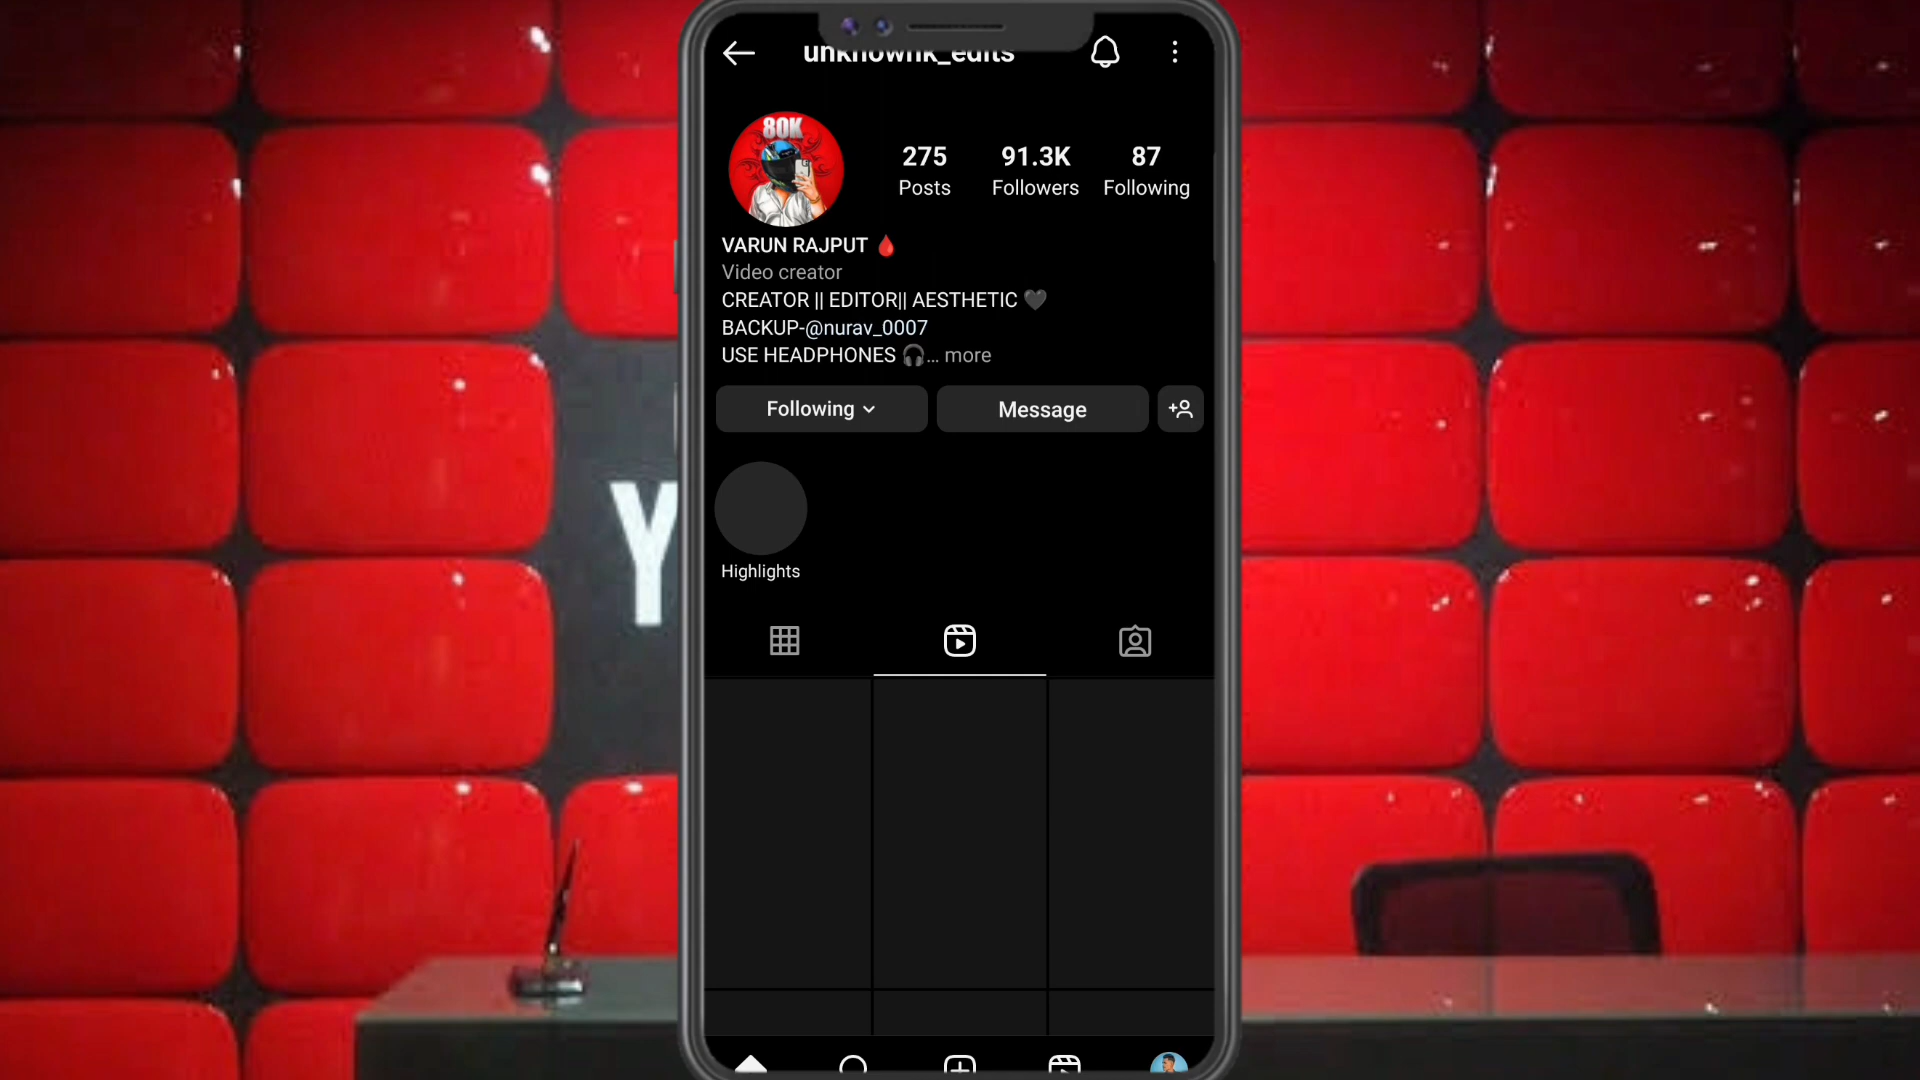 unknownk_edits
80K
275
Posts
91.3K
Followers
87
Following
VARUN RAJPUT 🩸
Video creator
CREATOR || EDITOR|| AESTHETIC 🖤
BACKUP-@nurav_0007
USE HEADPHONES 🎧... more
Following
Message
Highlights
Y